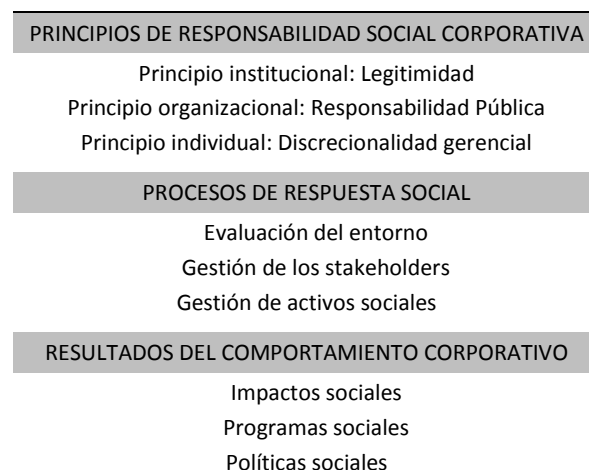 PRINCIPIOS DE RESPONSABILIDAD SOCIAL CORPORATIVA
Principio institucional: Legitimidad
Principio organizacional: Responsabilidad Pública
Principio individual: Discrecionalidad gerencial
PROCESOS DE RESPUESTA SOCIAL
Evaluación del entorno
Gestión de los stakeholders
Gestión de activos sociales
RESULTADOS DEL COMPORTAMIENTO CORPORATIVO
Impactos sociales
Programas sociales
Políticas sociales